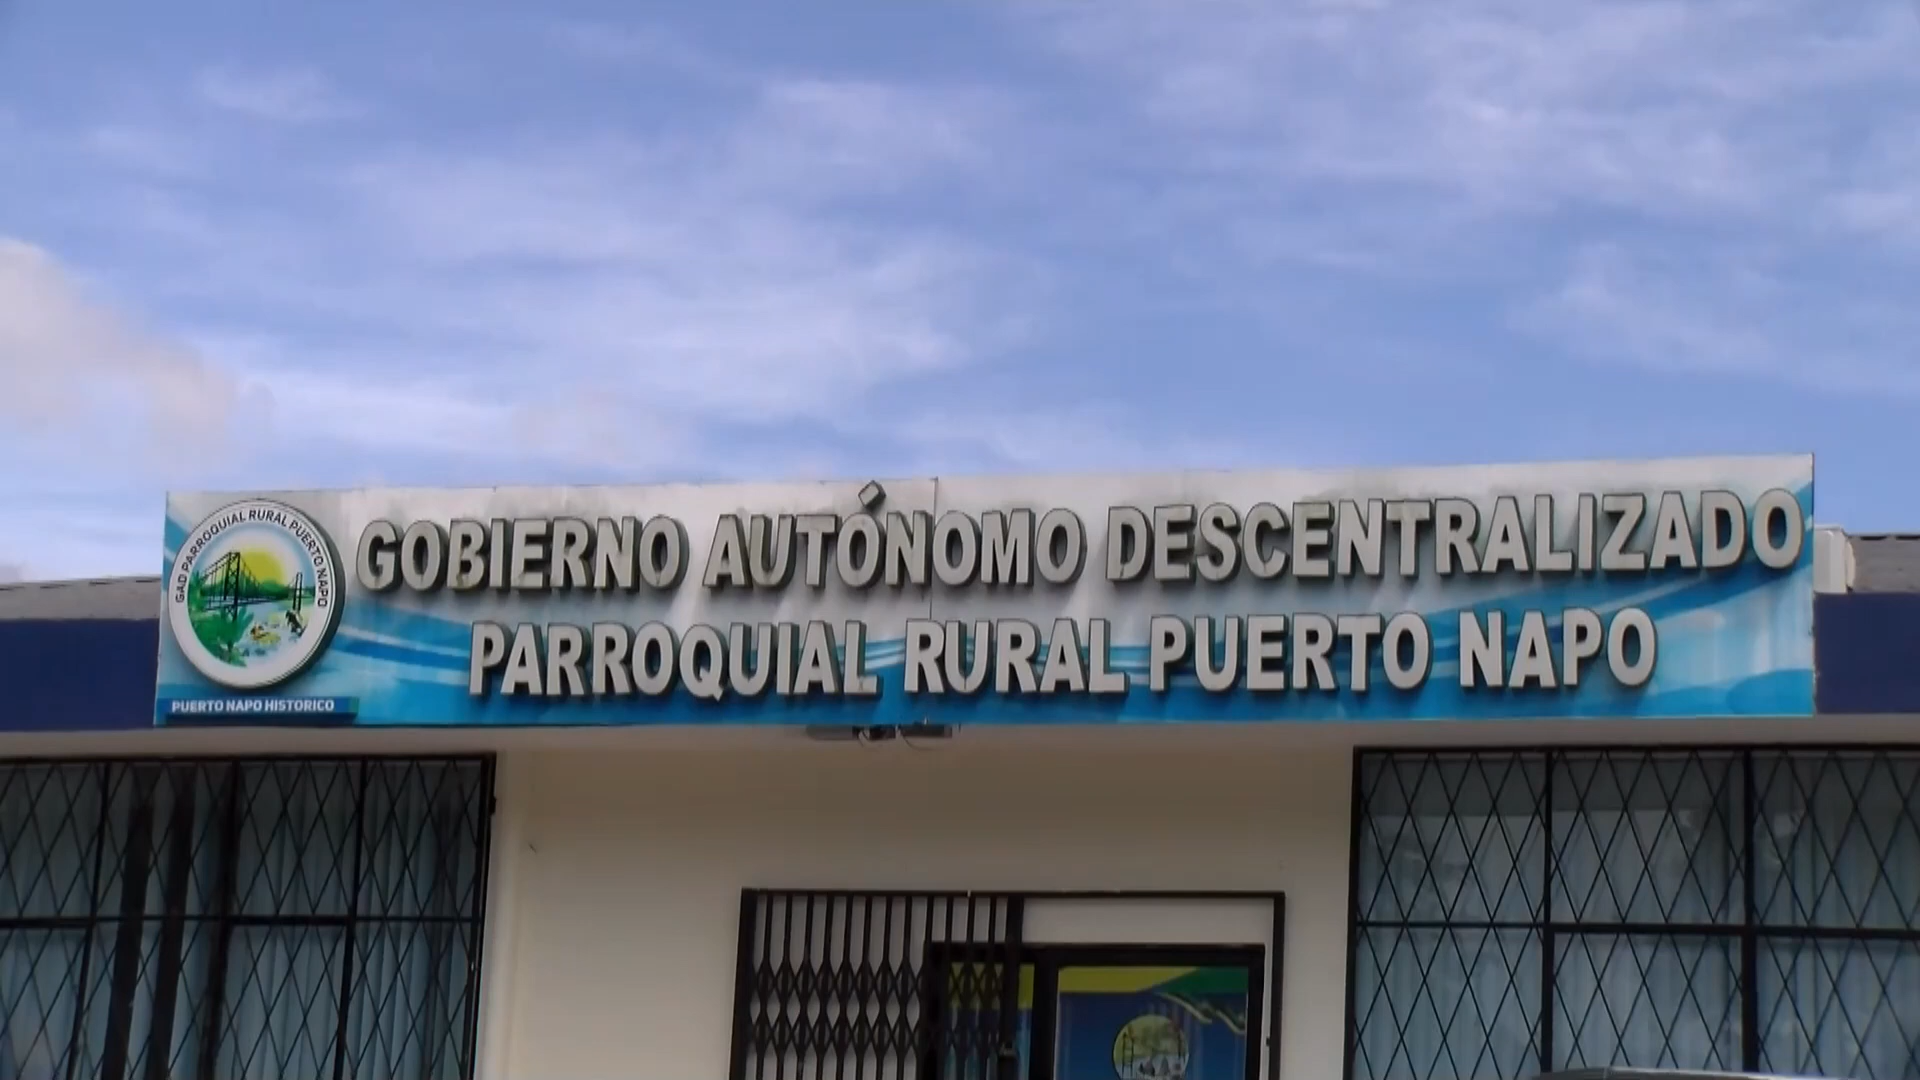 GAD PARROQUIAL RURAL PUERTO NAPO
GOBIERNO AUTÓNOMO DESCENTRALIZADO
PARROQUIAL RURAL PUERTO NAPO
PUERTO NAPO HISTORICO